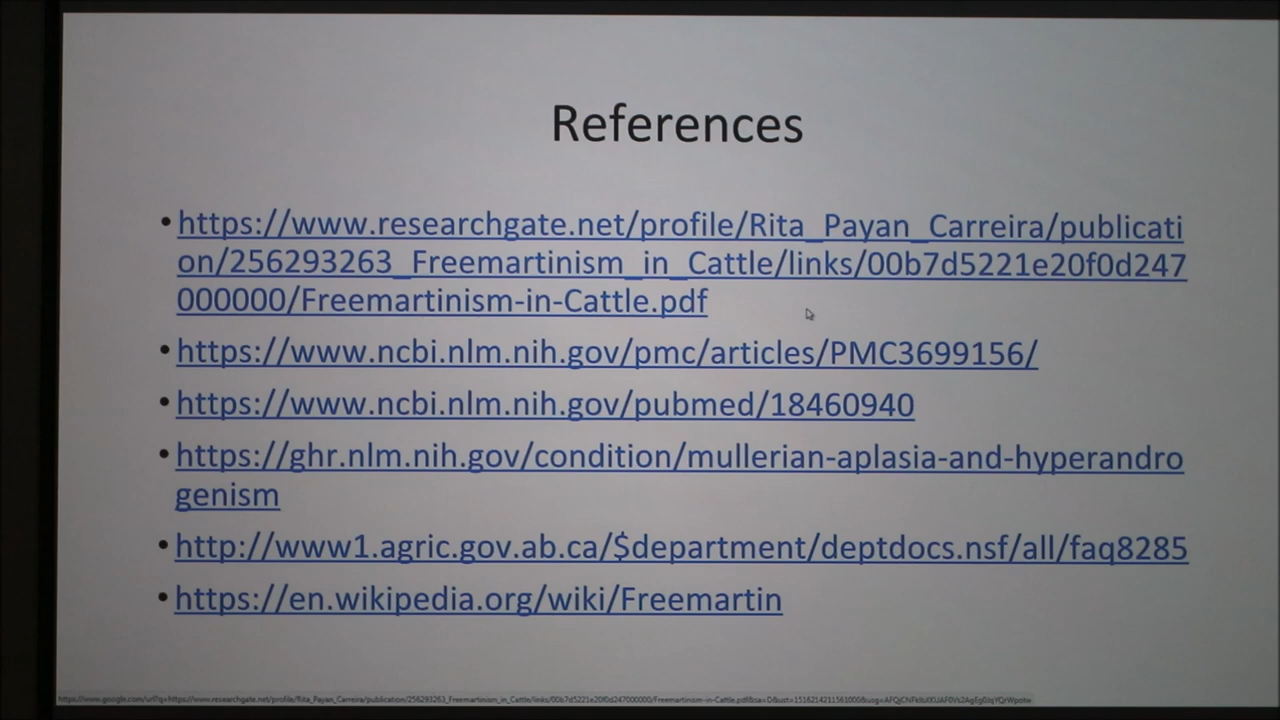 References
• https://www.researchgate.net/profile/Rita_Payan_Carreira/publicati
on/256293263_Freemartinism_in_Cattle/links/00b7d5221e20f0d247
000000/Freemartinism-in-Cattle.pdf
• https://www.ncbi.nlm.nih.gov/pmc/articles/PMC3699156/
• https://www.ncbi.nlm.nih.gov/pubmed/18460940
• https://ghr.nlm.nih.gov/condition/mullerian-aplasia-and-hyperandro
genism
• http://www1.agric.gov.ab.ca/$department/deptdocs.nsf/all/faq8285
• https://en.wikipedia.org/wiki/Freemartin